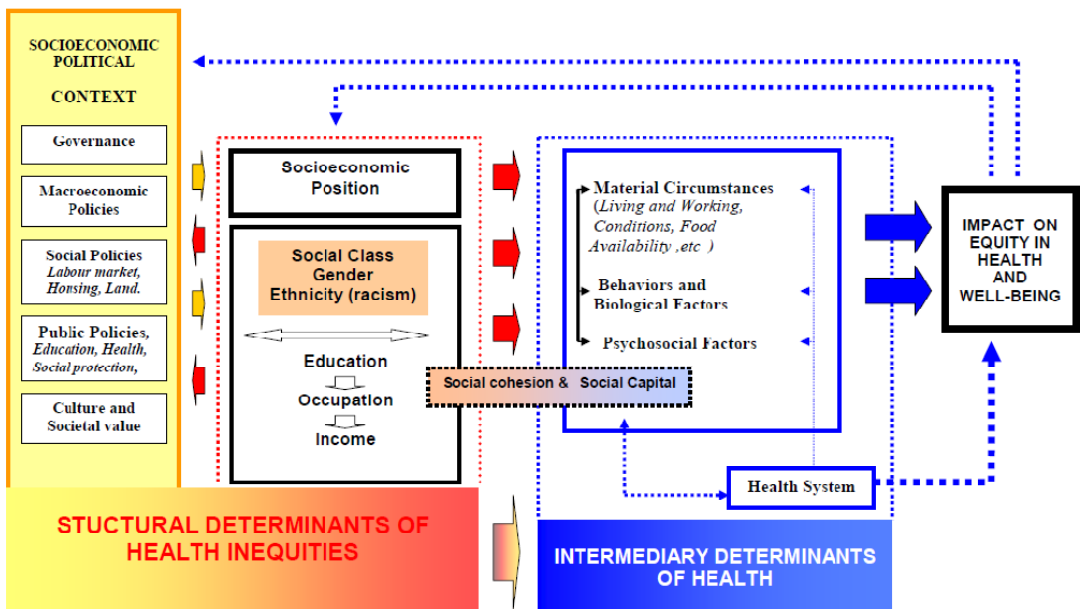 SOCIOECONOMIC
POLITICAL
CONTEXT
Governance
Macroeconomic
Policies
Social Policies
Labour market,
Housing, Land.
Public Policies,
Education, Health,
Social protection,
Culture and
Societal value
Socioeconomic
Position
Social Class
Gender
Ethnicity (racism)
Education
Occupation
Income
Social cohesion & Social Capital
Material Circumstances
(Living and Working,
Conditions, Food
Availability ,etc )
Behaviors and
Biological Factors
Psychosocial Factors
Health System
IMPACT ON
EQUITY IN
HEALTH
AND
WELL-BEING
STUCTURAL DETERMINANTS OF
HEALTH INEQUITIES
INTERMEDIARY DETERMINANTS
OF HEALTH